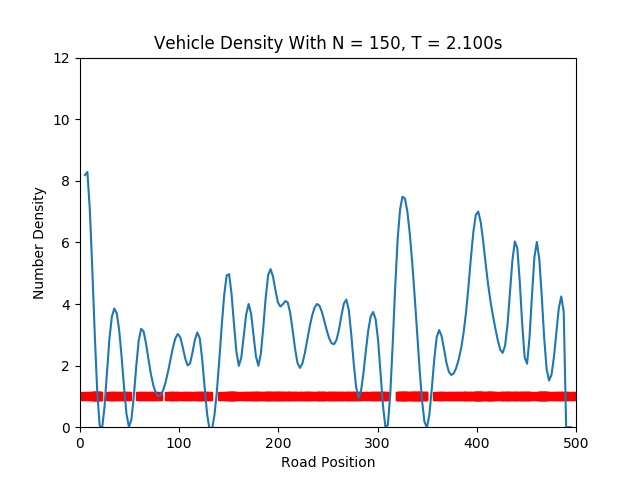 Vehicle Density With N = 150, T = 2.100s
12
10
8
6
4
2
0
Number Density
0 100 200 300 400 500
Road Position